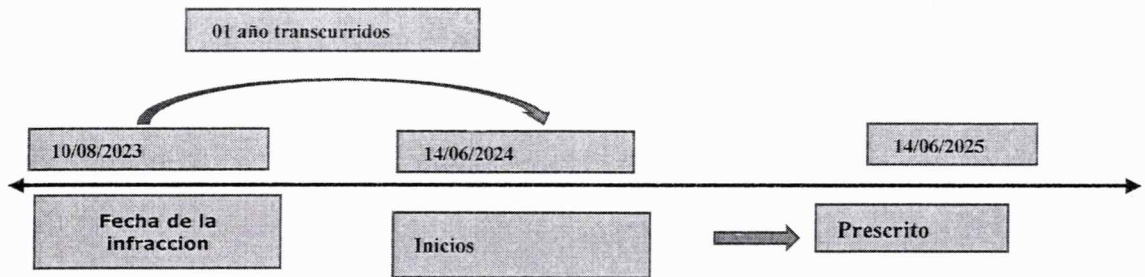 01 año transcurridos
10/08/2023
14/06/2024
14/06/2025
Fecha de la
infraccion
Inicios
Prescrito